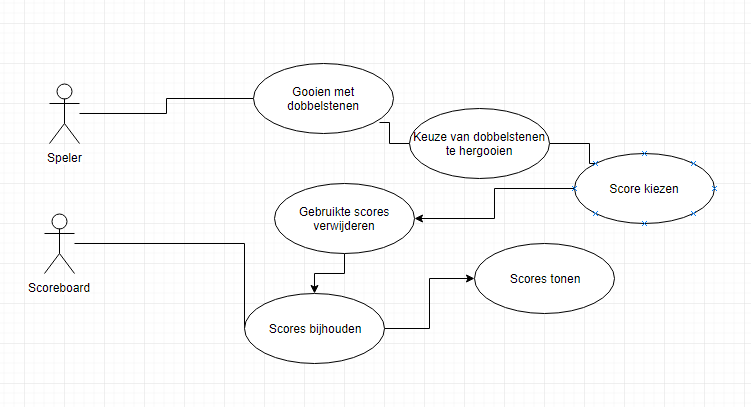 Gooien met
dobbelstenen
Keuze van dobbelstenen
te hergooien
Speler
Score kiezen
Gebruikte scores
verwijderen
Scoreboard
Scores tonen
Scores bijhouden